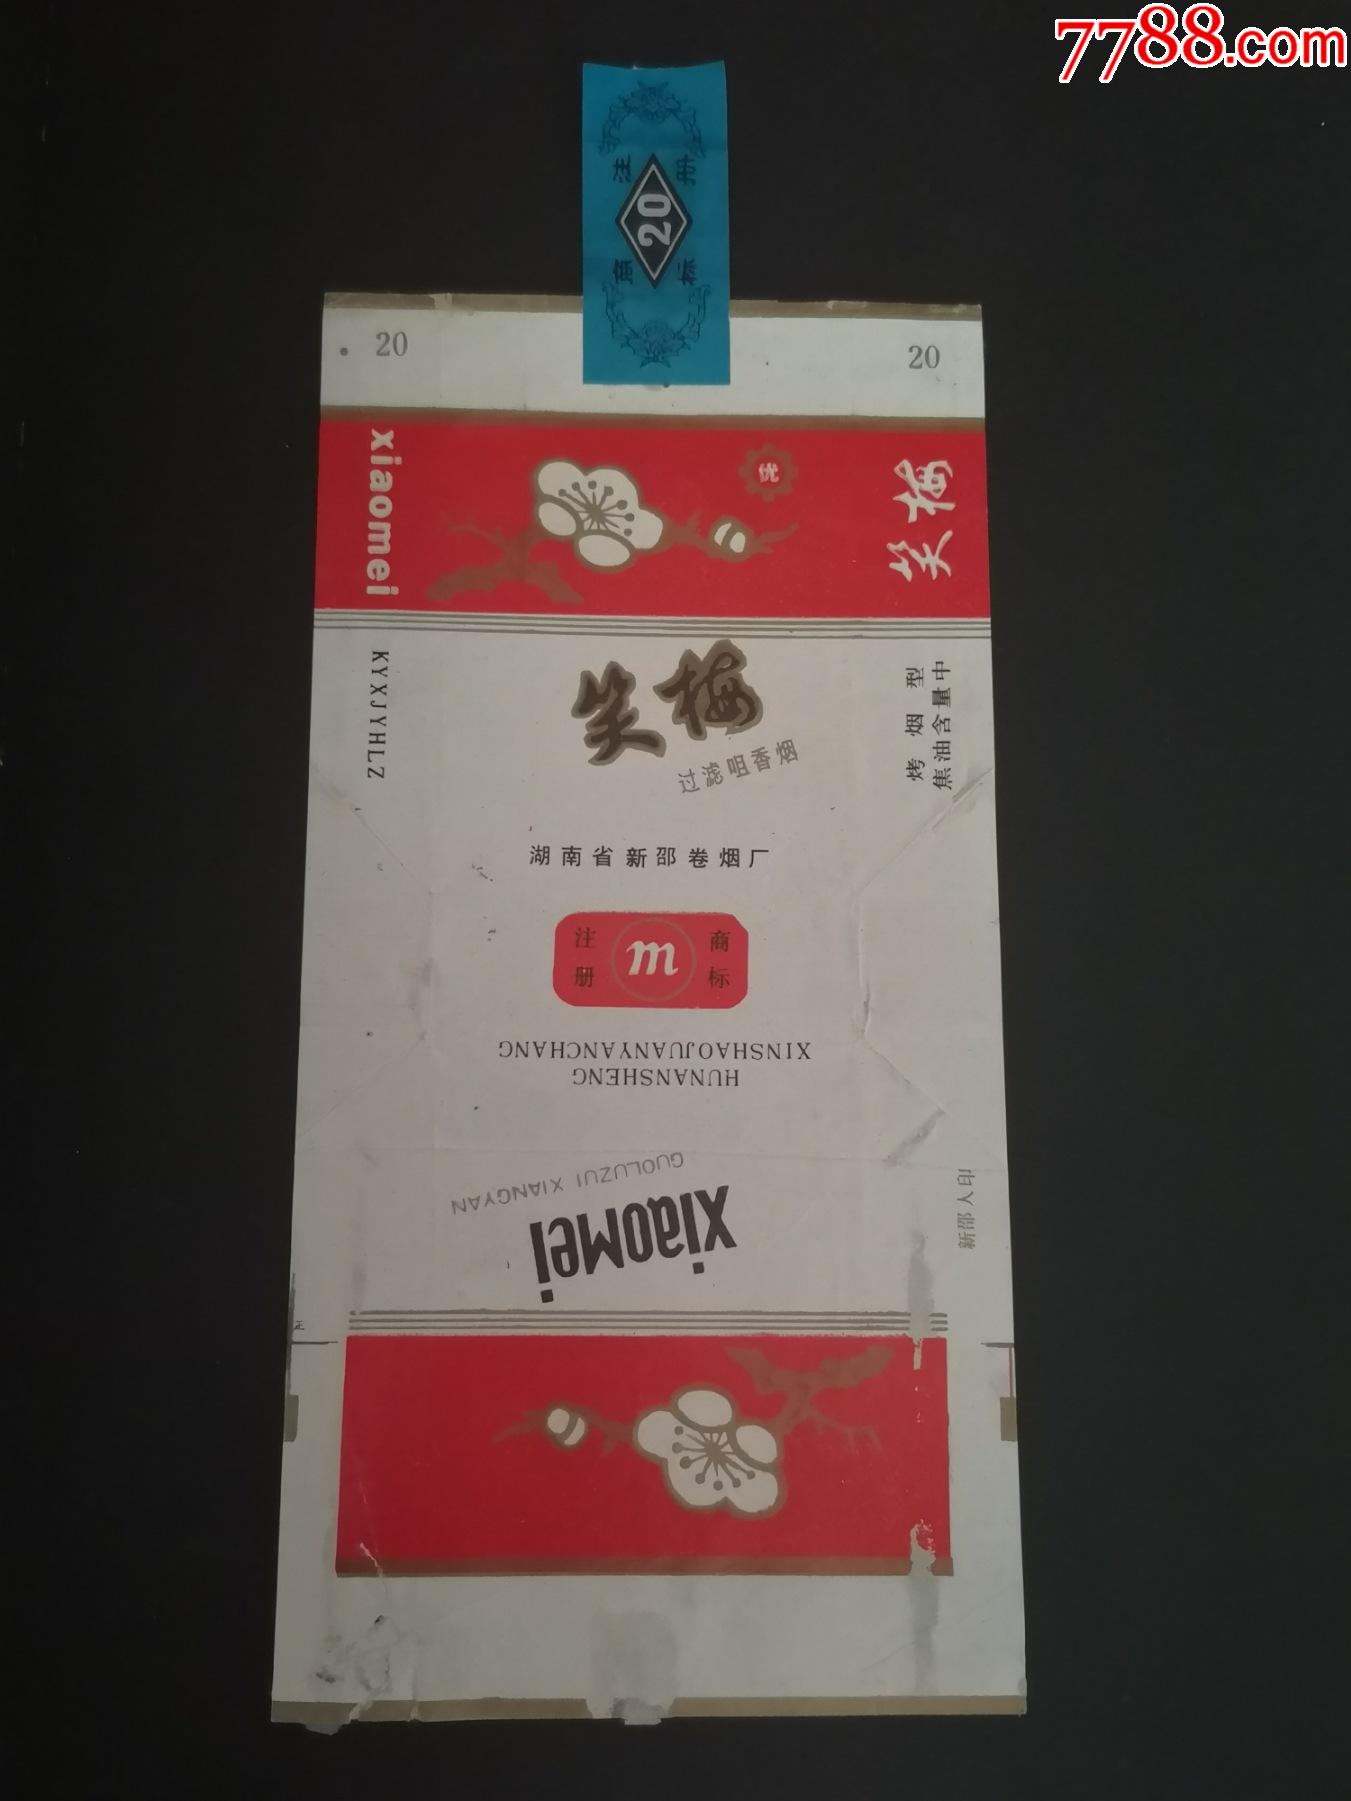 7788.com
注册
20
商标
20
20
xiaomei
优
笑梅
笑梅
过滤咀香烟
KYXJYHLZ
烤烟型
焦油含量中
湖南省新邵卷烟厂
注册
m
商标
HUNANSHENG
XINSHAOJUANYANCHANG
xiaomei
GUOLUZUI XIANGYAN
新邵人印
正